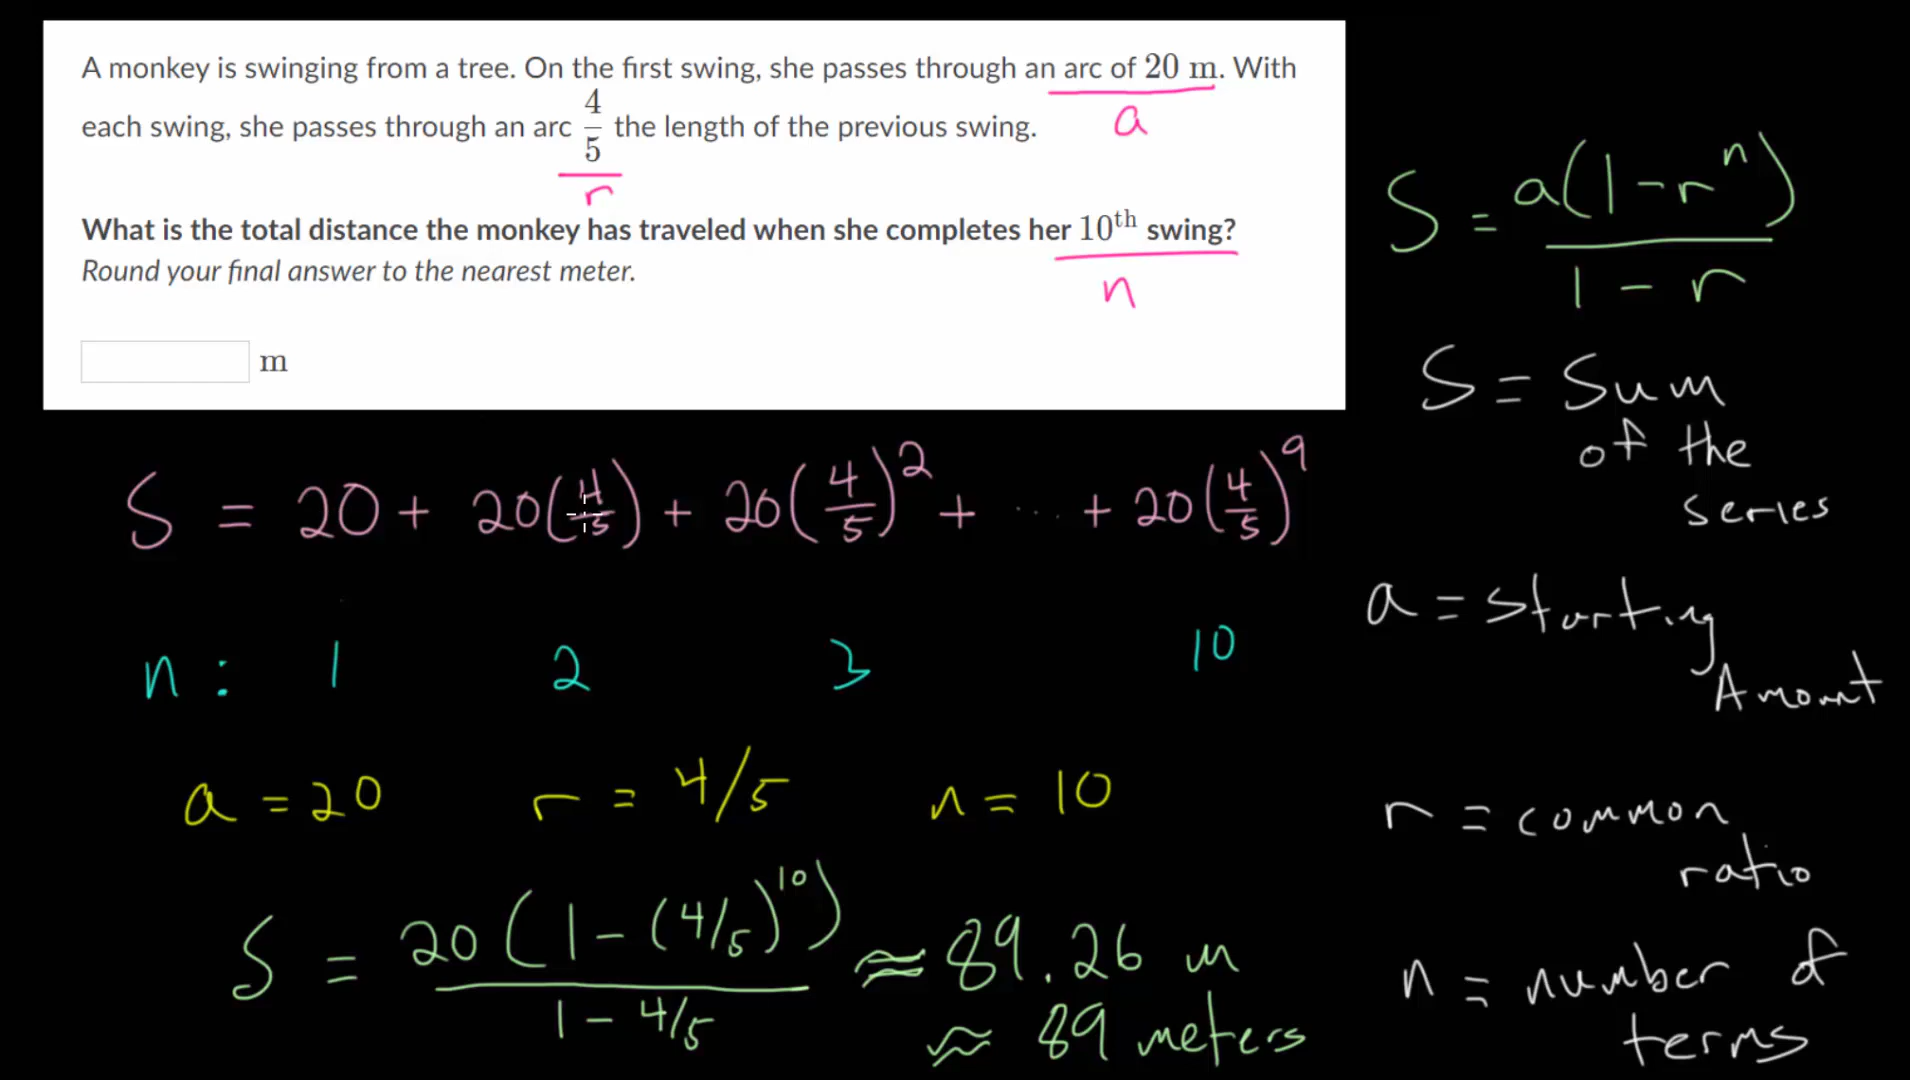 A monkey is swinging from a tree. On the first swing, she passes through an arc of 20 m. With
each swing, she passes through an arc 4/5 the length of the previous swing.
a
r
What is the total distance the monkey has traveled when she completes her 10th swing?
Round your final answer to the nearest meter.
n
m
S = a(1-r^n) / 1 - r
S = Sum
of the
series
a = starting
Amount
r = common
ratio
n = number of
terms
S = 20 + 20(4/5) + 20(4/5)^2 + ... + 20(4/5)^9
n : 1 2 3 10
a = 20 r = 4/5 n = 10
S = 20(1-(4/5)^10) / 1 - 4/5 ≈ 89.26 m
≈ 89 meters